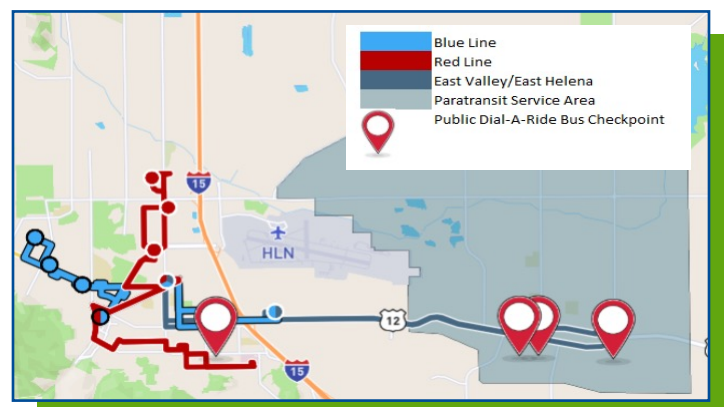 Blue Line
Red Line
East Valley/East Helena
Paratransit Service Area
Public Dial-A-Ride Bus Checkpoint
15
HLN
12
15